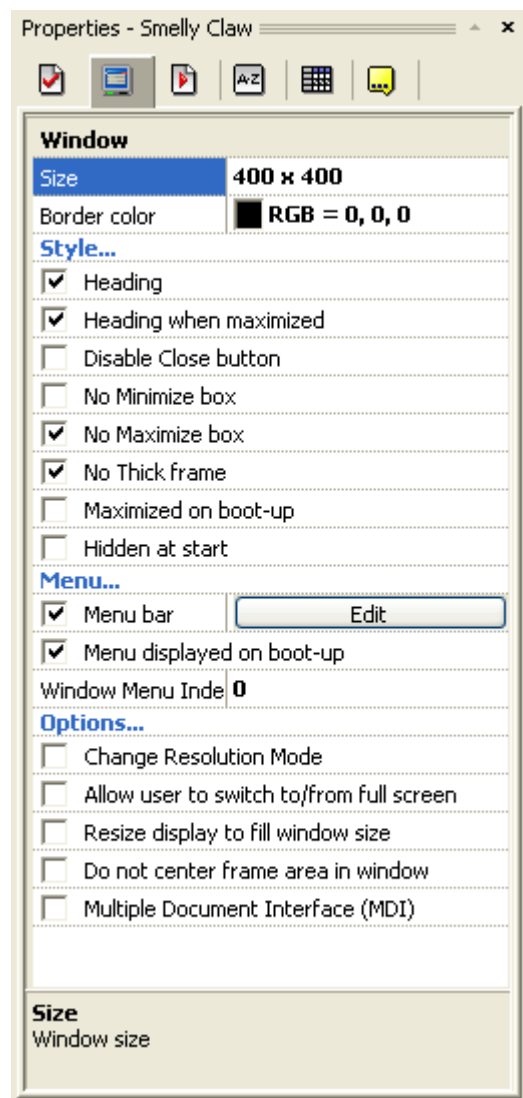 Properties - Smelly Claw
A-Z
Window
Size 400 x 400
Border color RGB = 0, 0, 0
Style...
Heading
Heading when maximized
Disable Close button
No Minimize box
No Maximize box
No Thick frame
Maximized on boot-up
Hidden at start
Menu...
Menu bar Edit
Menu displayed on boot-up
Window Menu Inde 0
Options...
Change Resolution Mode
Allow user to switch to/from full screen
Resize display to fill window size
Do not center frame area in window
Multiple Document Interface (MDI)
Size
Window size